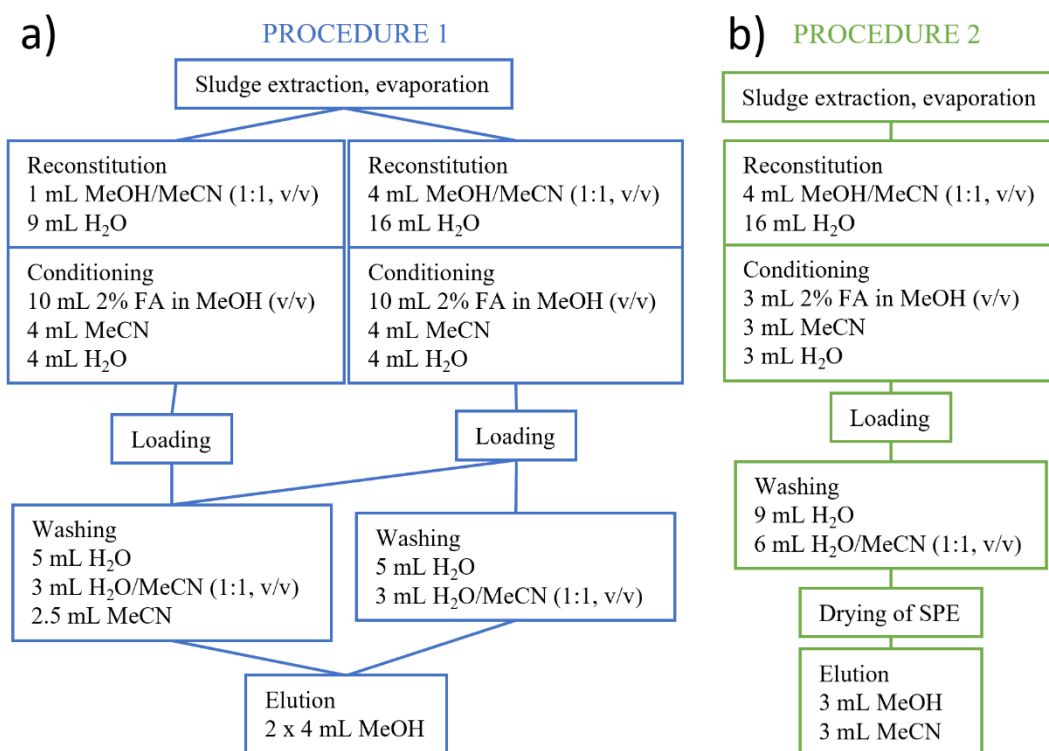 a)
PROCEDURE 1
Sludge extraction, evaporation
Reconstitution
1 mL MeOH/MeCN (1:1, v/v)
9 mL H₂O
Reconstitution
4 mL MeOH/MeCN (1:1, v/v)
16 mL H₂O
Conditioning
10 mL 2% FA in MeOH (v/v)
4 mL MeCN
4 mL H₂O
Conditioning
10 mL 2% FA in MeOH (v/v)
4 mL MeCN
4 mL H₂O
Loading
Loading
Washing
5 mL H₂O
3 mL H₂O/MeCN (1:1, v/v)
2.5 mL MeCN
Washing
5 mL H₂O
3 mL H₂O/MeCN (1:1, v/v)
Elution
2 x 4 mL MeOH
b)
PROCEDURE 2
Sludge extraction, evaporation
Reconstitution
4 mL MeOH/MeCN (1:1, v/v)
16 mL H₂O
Conditioning
3 mL 2% FA in MeOH (v/v)
3 mL MeCN
3 mL H₂O
Loading
Washing
9 mL H₂O
6 mL H₂O/MeCN (1:1, v/v)
Drying of SPE
Elution
3 mL MeOH
3 mL MeCN